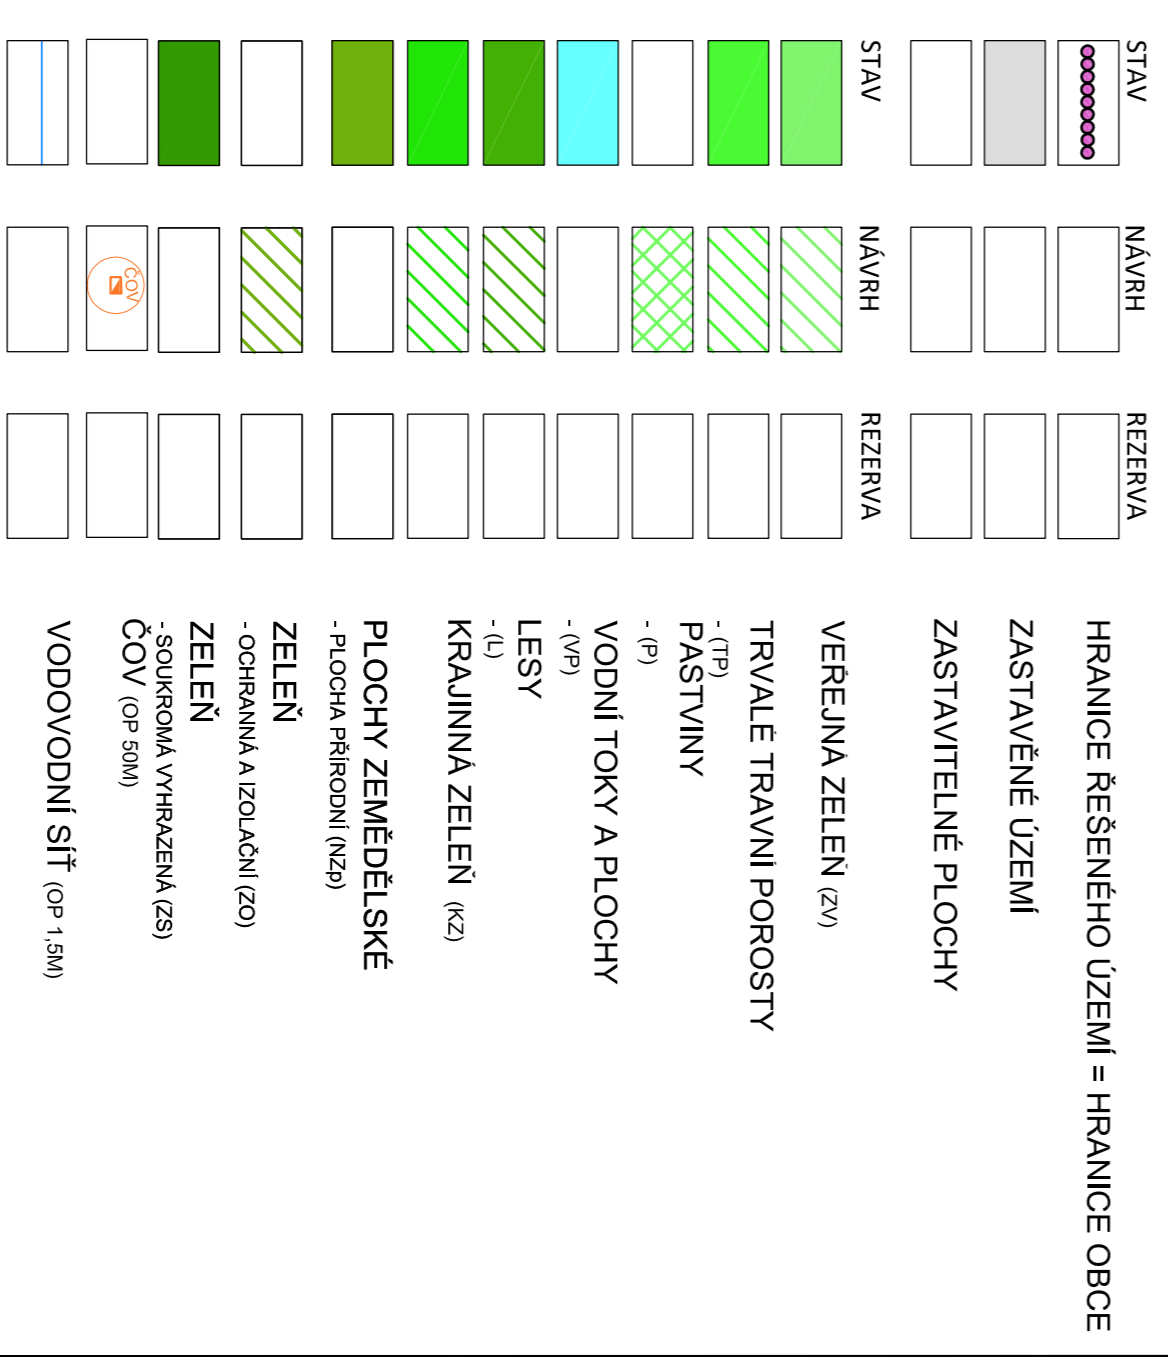 STAV NÁVRH REZERVA
HRANICE ŘEŠENÉHO ÚZEMÍ = HRANICE OBCE
ZASTAVĚNÉ ÚZEMÍ
ZASTAVITELNÉ PLOCHY
STAV NÁVRH REZERVA
VEŘEJNÁ ZELEŇ (ZV)
TRVALÉ TRAVNÍ POROSTY
- (TP)
PASTVINY
- (P)
VODNÍ TOKY A PLOCHY
- (VP)
LESY
- (L)
KRAJINNÁ ZELEŇ (KZ)
PLOCHY ZEMĚDĚLSKÉ
- PLOCHA PŘÍRODNÍ (NZp)
ZELEŇ
- OCHRANNÁ A IZOLAČNÍ (ZO)
ZELEŇ
- SOUKROMÁ VYHRAZENÁ (ZS)
ČOV
ČOV (OP 50M)
VODOVODNÍ SÍŤ (OP 1,5M)